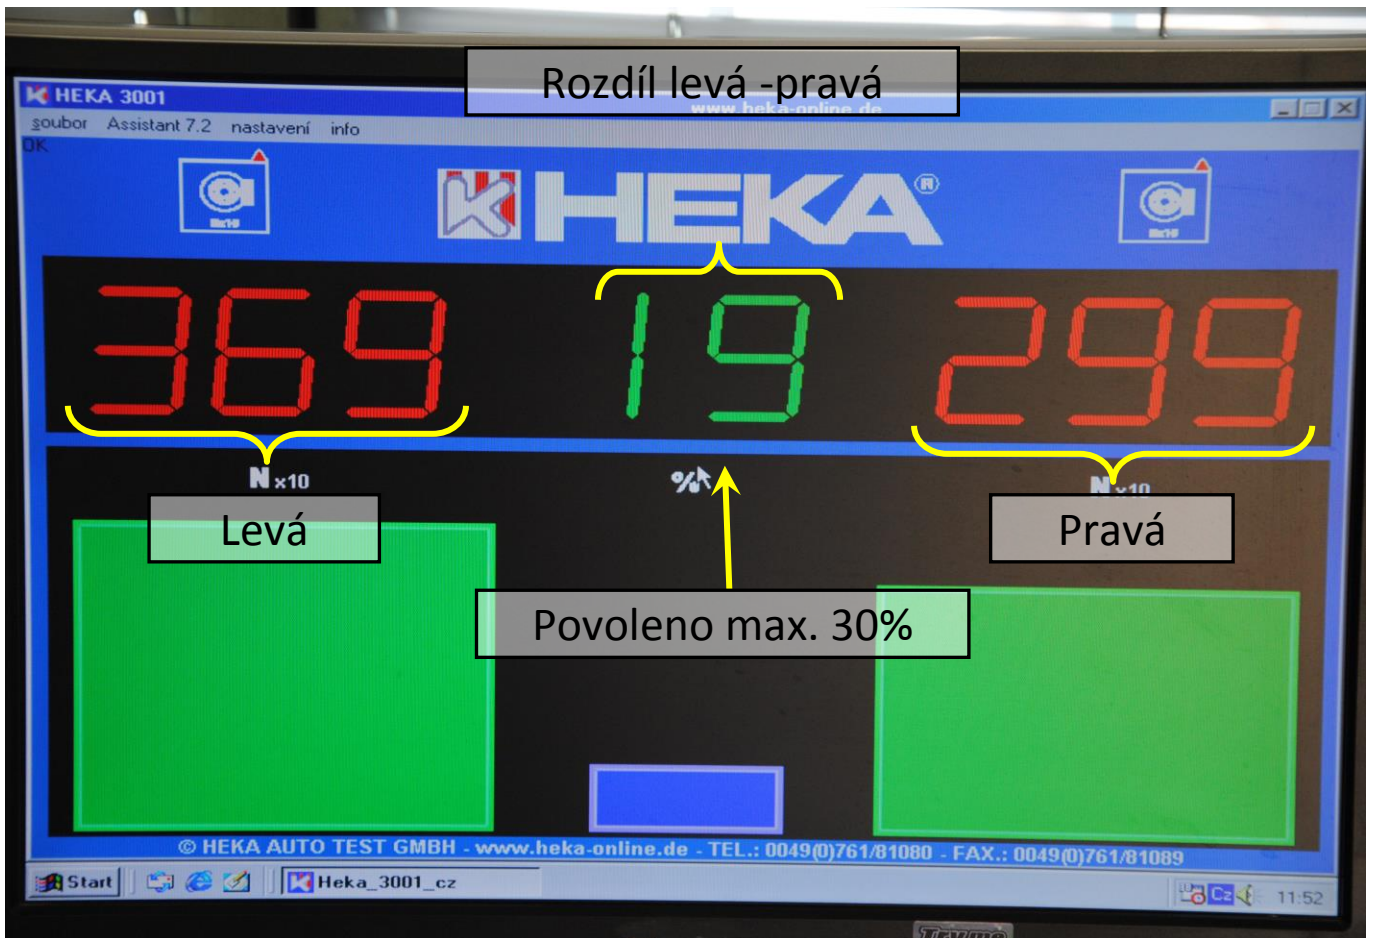 Rozdíl levá -pravá
HEKA 3001
www.heka-online.de
soubor Assistant 7.2 nastavení info
OK
HEKA®
369 19 299
N x10 % N x10
Levá Pravá
Povoleno max. 30%
© HEKA AUTO TEST GMBH - www.heka-online.de - TEL.: 0049(0)761/81080 - FAX.: 0049(0)761/81089
Start Heka_3001_cz Cz 11:52